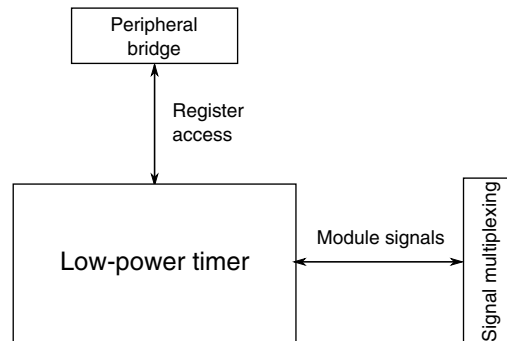 Peripheral
bridge
Register
access
Low-power timer
Module signals
Signal multiplexing